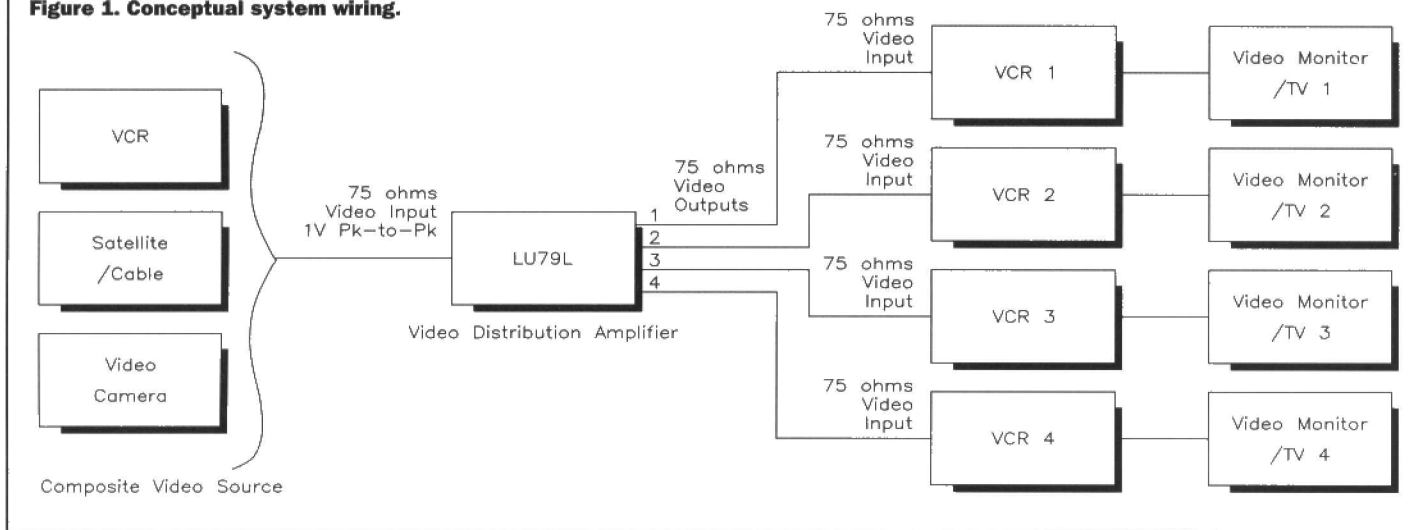 Figure 1. Conceptual system wiring.
VCR
Satellite
/Cable
Video
Camera
Composite Video Source
75 ohms
Video Input
1V Pk-to-Pk
LU79L
Video Distribution Amplifier
75 ohms
Video
Outputs
1
2
3
4
75 ohms
Video
Input
VCR 1
Video Monitor
/TV 1
75 ohms
Video
Input
VCR 2
Video Monitor
/TV 2
75 ohms
Video
Input
VCR 3
Video Monitor
/TV 3
75 ohms
Video
Input
VCR 4
Video Monitor
/TV 4